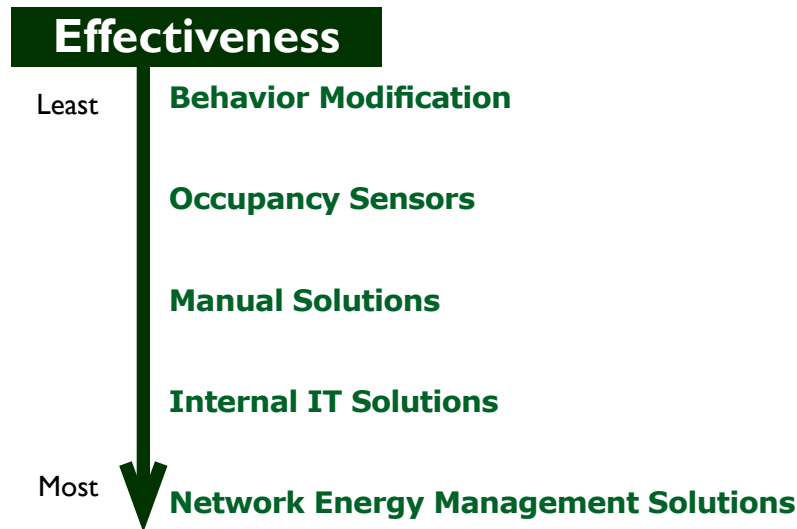 Effectiveness
Least
Behavior Modification
Occupancy Sensors
Manual Solutions
Internal IT Solutions
Most
Network Energy Management Solutions